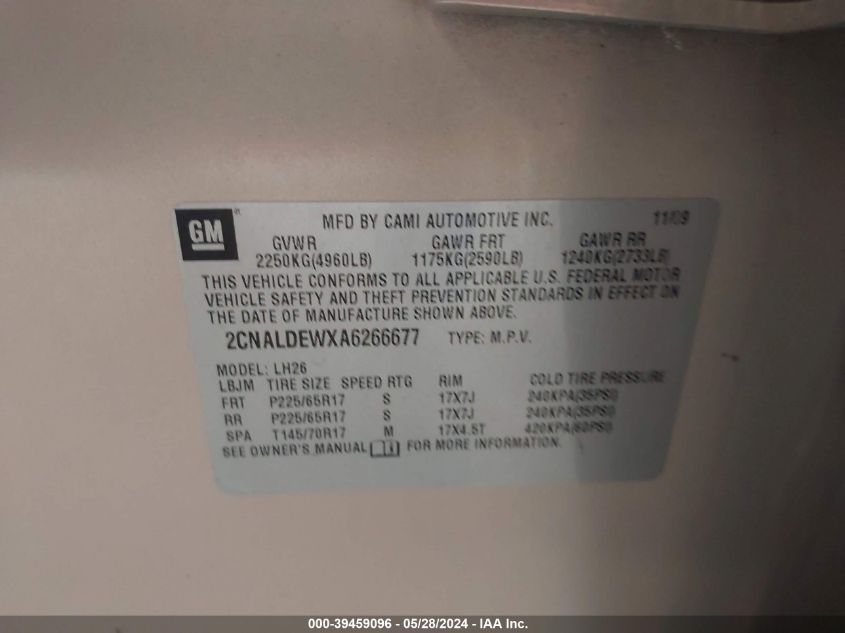 GM MFD BY CAMI AUTOMOTIVE INC. 11/09
GVWR GAWR FRT GAWR RR
2250KG(4960LB) 1175KG(2590LB) 1240KG(2733LB)
THIS VEHICLE CONFORMS TO ALL APPLICABLE U.S. FEDERAL MOTOR
VEHICLE SAFETY AND THEFT PREVENTION STANDARDS IN EFFECT ON
THE DATE OF MANUFACTURE SHOWN ABOVE.
2CNALDEWXA6266677 TYPE: M.P.V.
MODEL: LH26
LBJM TIRE SIZE SPEED RTG RIM COLD TIRE PRESSURE
FRT P225/65R17 S 17X7J 240KPA(35PSI)
RR P225/65R17 S 17X7J 240KPA(35PSI)
SPA T145/70R17 M 17X4.5T 420KPA(60PSI)
SEE OWNER'S MANUAL FOR MORE INFORMATION.
000-39459096 - 05/28/2024 - IAA Inc.